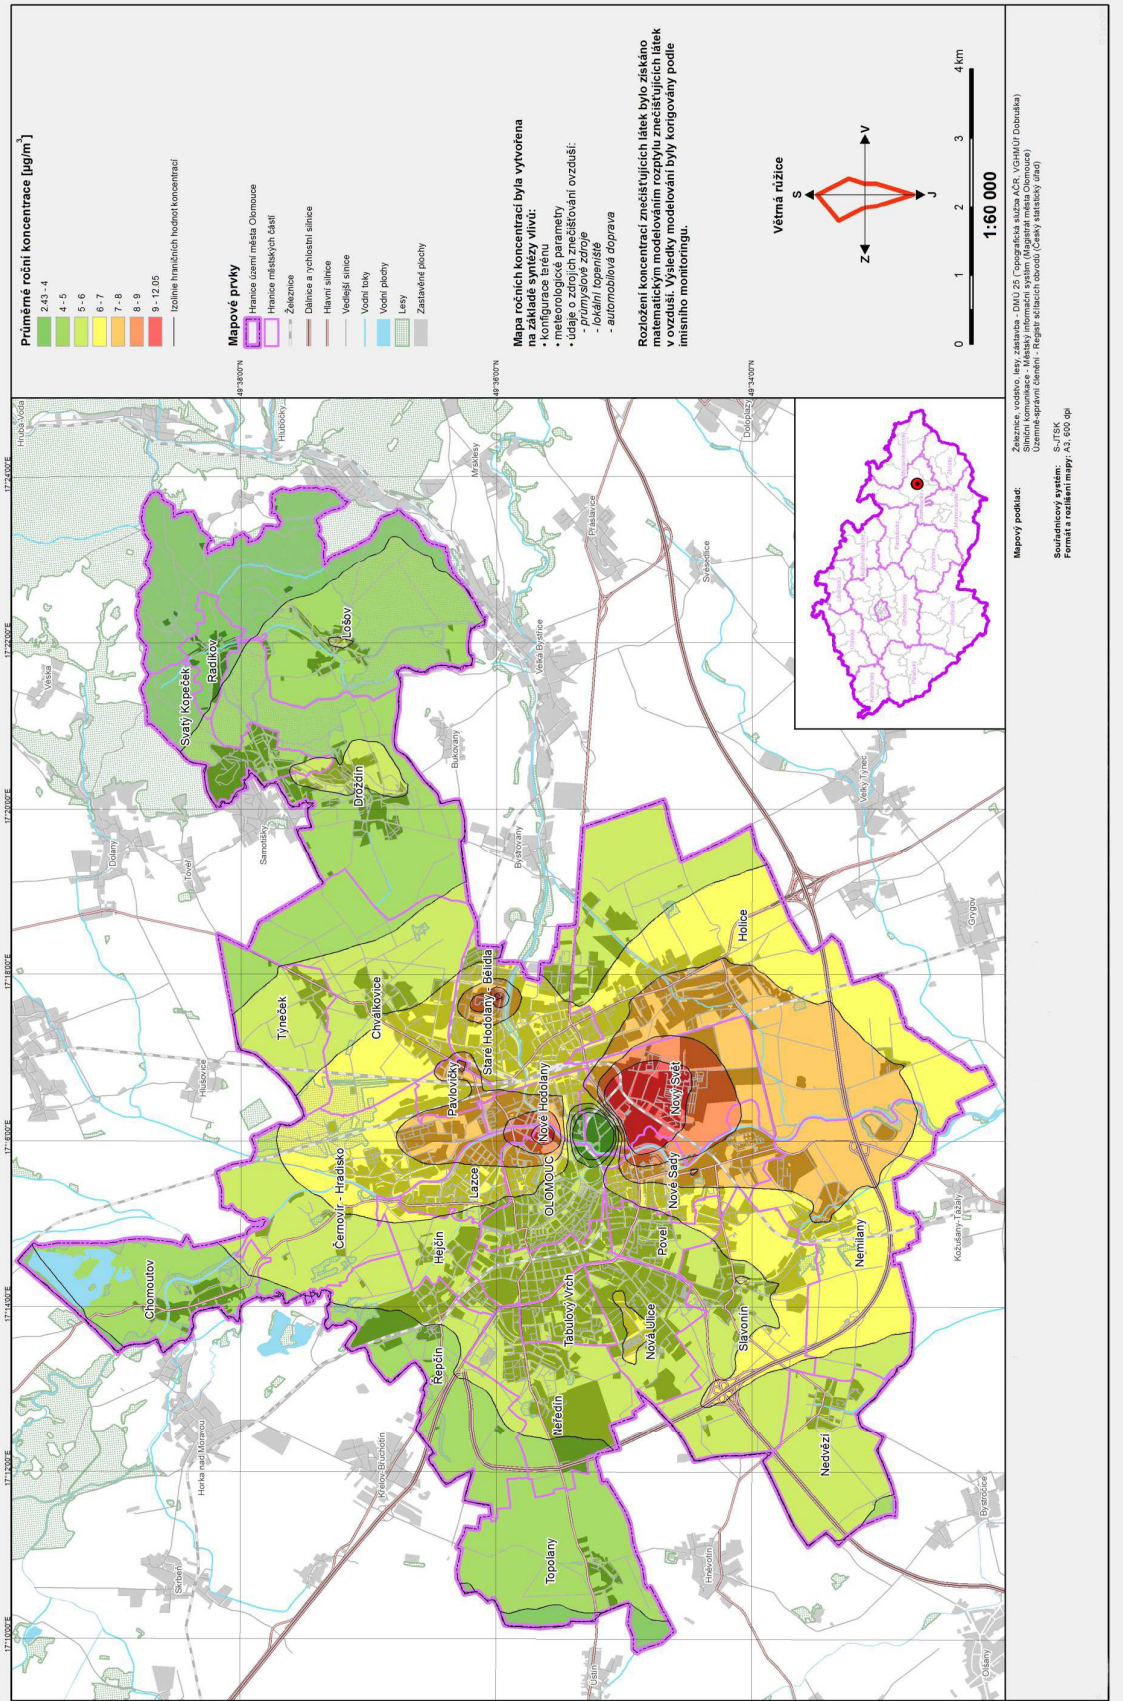 Průměrné roční koncentrace [µg/m³]
2.43 - 4
4 - 5
5 - 6
6 - 7
7 - 8
8 - 9
9 - 12.05
Izolinie hraničních hodnot koncentrací
Mapové prvky
Hranice území města Olomouce
Hranice městských částí
Železnice
Dálnice a rychlostní silnice
Hlavní silnice
Vedlejší silnice
Vodní toky
Vodní plochy
Lesy
Zastavěné plochy
Mapa ročních koncentrací byla vytvořena
na základě syntézy vlivů:
• konfigurace terénu
• meteorologické parametry
• údaje o zdrojích znečišťování ovzduší:
- průmyslové zdroje
- lokální topeniště
- automobilová doprava
Rozložení koncentrací znečišťujících látek bylo získáno
matematickým modelováním rozptylu znečišťujících látek
v ovzduší. Výsledky modelování byly korigovány podle
imisního monitoringu.
Větrná růžice
S
Z
V
J
0
1
2
3
4 km
1:60 000
Mapový podklad:
Železnice, vodstvo, lesy, zástavba - DMÚ 25 (Topografická služba AČR, VGHMÚř Dobruška)
Silniční komunikace - Městský informační systém (Magistrát města Olomouce)
Územně-správní členění - Registr sčítacích obvodů (Český statistický úřad)
Souřadnicový systém: S-JTSK
Formát a rozlišení mapy: A3, 600 dpi
17°10'00"E
17°12'00"E
17°14'00"E
17°16'00"E
17°18'00"E
17°20'00"E
17°22'00"E
17°24'00"E
49°38'00"N
49°36'00"N
49°34'00"N
Hrubá Voda
Hlubočky
Mrsklesy
Doloplazy
Veska
Svatý Kopeček
Radíkov
Lošov
Velká Bystřice
Přáslavice
Svésedlice
Dolany
Tověř
Samotišky
Droždín
Bukovany
Bystrovany
Velký Týnec
Grygov
Týneček
Chválkovice
Staré Hodolany - Bělidla
Holice
Hlušovice
Pavlovičky
Nové Hodolany
Nový Svět
Černovír - Hradisko
Lazce
OLOMOUC
Nové Sady
Kožušany-Tážaly
Chomoutov
Hejčín
Povel
Nemilany
Řepčín
Tabulový Vrch
Nová Ulice
Slavonín
Horka nad Moravou
Křelov-Břuchotín
Neředín
Nedvězí
Skrbeň
Topolany
Hněvotín
Bystročice
Ústín
Olšany